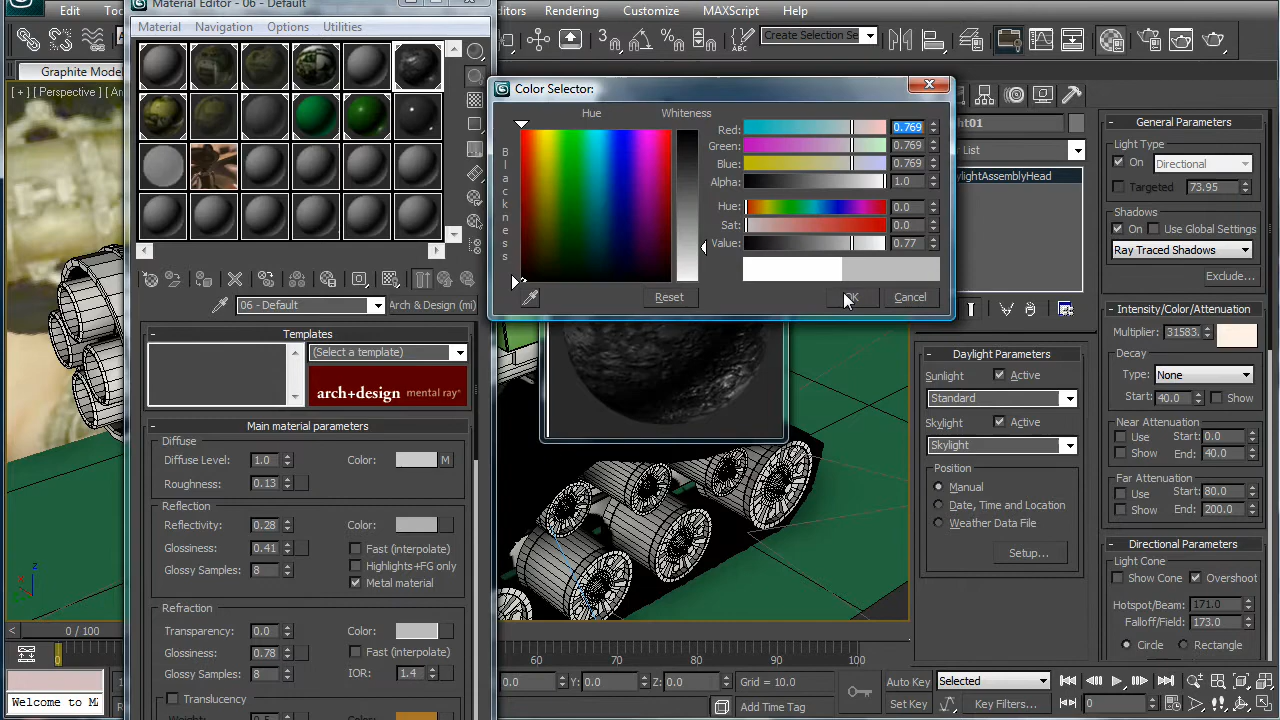 Material Editor - 06 - Default
Edit
Editors
Rendering
Customize
MAXScript
Help
Material
Navigation
Options
Utilities
Create Selection Se
3
Graphite Model
[ + ] [ Perspective ]
Color Selector:
Hue
Whiteness
Blackness
Red: 0.769
Green: 0.769
Blue: 0.769
Alpha: 1.0
Hue: 0.0
Sat: 0.0
Value: 0.77
Reset
OK
Cancel
06 - Default
Arch & Design (mi)
Templates
(Select a template)
arch+design mental ray®
Main material parameters
Diffuse
Diffuse Level: 1.0 Color: M
Roughness: 0.13
Reflection
Reflectivity: 0.28 Color:
Glossiness: 0.41 Fast (interpolate)
Highlights+FG only
Glossy Samples: 8 Metal material
Refraction
Transparency: 0.0 Color:
Glossiness: 0.78 Fast (interpolate)
Glossy Samples: 8 IOR: 1.4
Translucency
Color:
ght01
List
ylightAssemblyHead
Daylight Parameters
Sunlight Active
Standard
Skylight Active
Skylight
Position
Manual
Date, Time and Location
Weather Data File
Setup...
General Parameters
Light Type
On Directional
Targeted 73.95
Shadows
On Use Global Settings
Ray Traced Shadows
Exclude...
Intensity/Color/Attenuation
Multiplier: 31583.
Decay
Type: None
Start: 40.0 Show
Near Attenuation
Use Start: 0.0
Show End: 40.0
Far Attenuation
Use Start: 80.0
Show End: 200.0
Directional Parameters
Light Cone
Show Cone Overshoot
Hotspot/Beam: 171.0
Falloff/Field: 173.0
Circle Rectangle
z
0 / 100
0
60 70 80 90 100
Welcome to M
0.0 Y: 0.0 Z: 0.0 Grid = 10.0
Add Time Tag
Auto Key Selected
Set Key Key Filters...
0